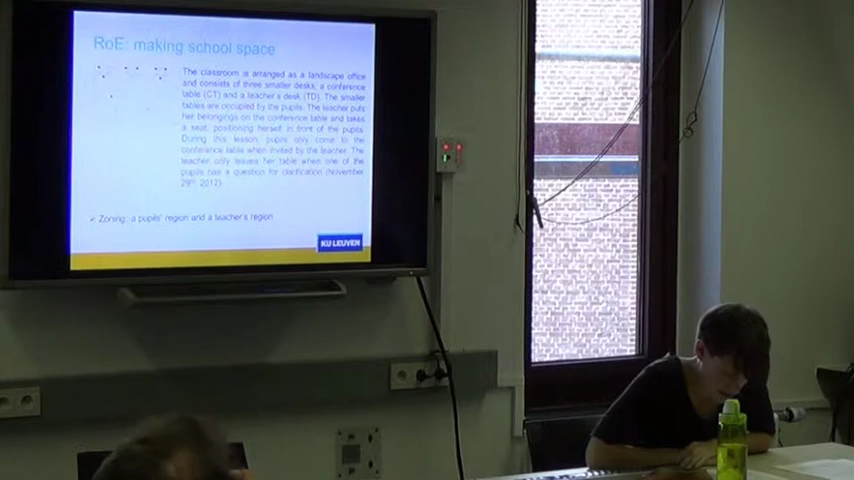 RoE: making school space
The classroom is arranged as a landscape office
and consists of three smaller desks, a conference
table (CT) and a teacher's desk (TD). The smaller
tables are occupied by the pupils. The teacher puts
her belongings on the conference table and takes
a seat, positioning herself in front of the pupils.
During this lesson, pupils only come to the
conference table when invited by the teacher. The
teacher only leaves her table when one of the
pupils has a question for clarification (November
29th, 2012).
Zoning: a pupils' region and a teacher's region
KU LEUVEN